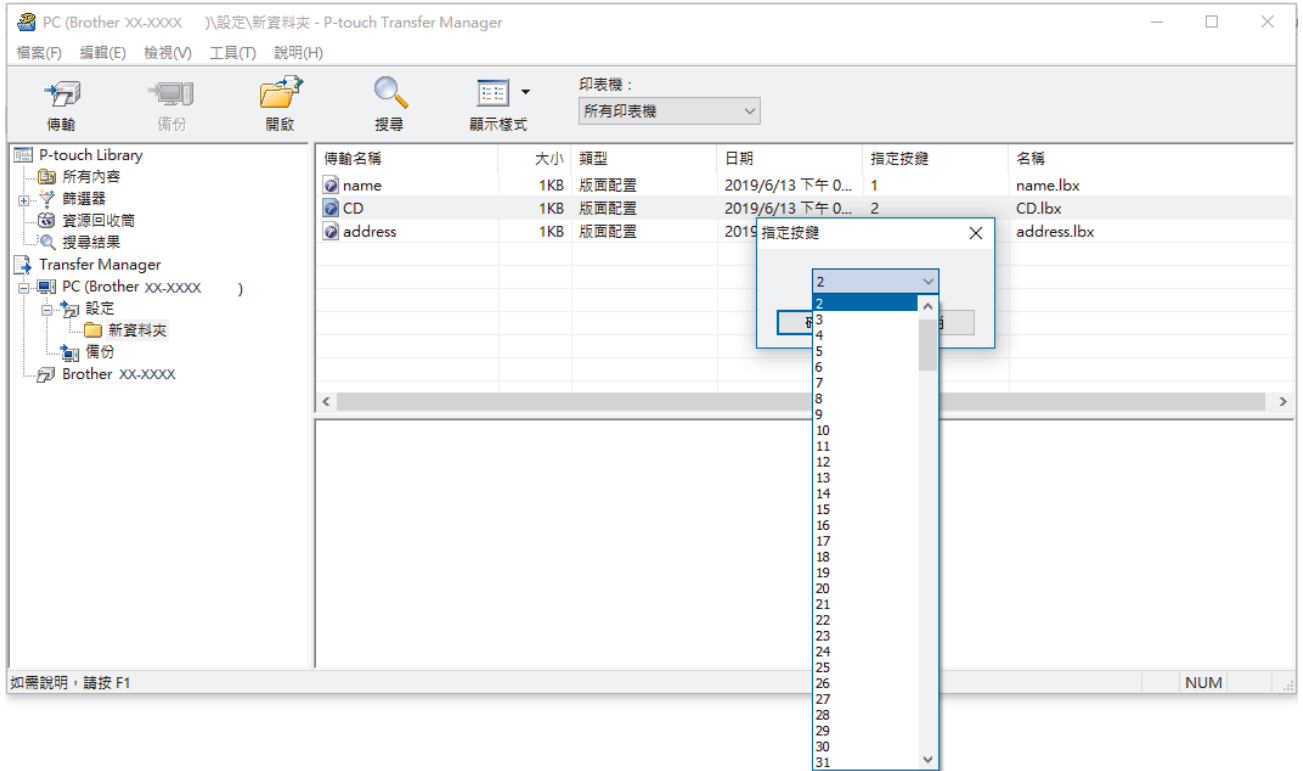 PC (Brother XX-XXXX )\設定\新資料夾 - P-touch Transfer Manager
檔案(F) 編輯(E) 檢視(V) 工具(T) 說明(H)
傳輸 備份 開啟 搜尋 顯示樣式
印表機：
所有印表機
P-touch Library
所有內容
篩選器
資源回收筒
搜尋結果
Transfer Manager
PC (Brother XX-XXXX )
設定
新資料夾
備份
Brother XX-XXXX
傳輸名稱 大小 類型 日期 指定按鍵 名稱
name 1KB 版面配置 2019/6/13 下午 0... 1 name.lbx
CD 1KB 版面配置 2019/6/13 下午 0... 2 CD.lbx
address 1KB 版面配置 2019 address.lbx
指定按鍵
2
2
3
4
5
6
7
8
9
10
11
12
13
14
15
16
17
18
19
20
21
22
23
24
25
26
27
28
29
30
31
如需說明，請按 F1
NUM